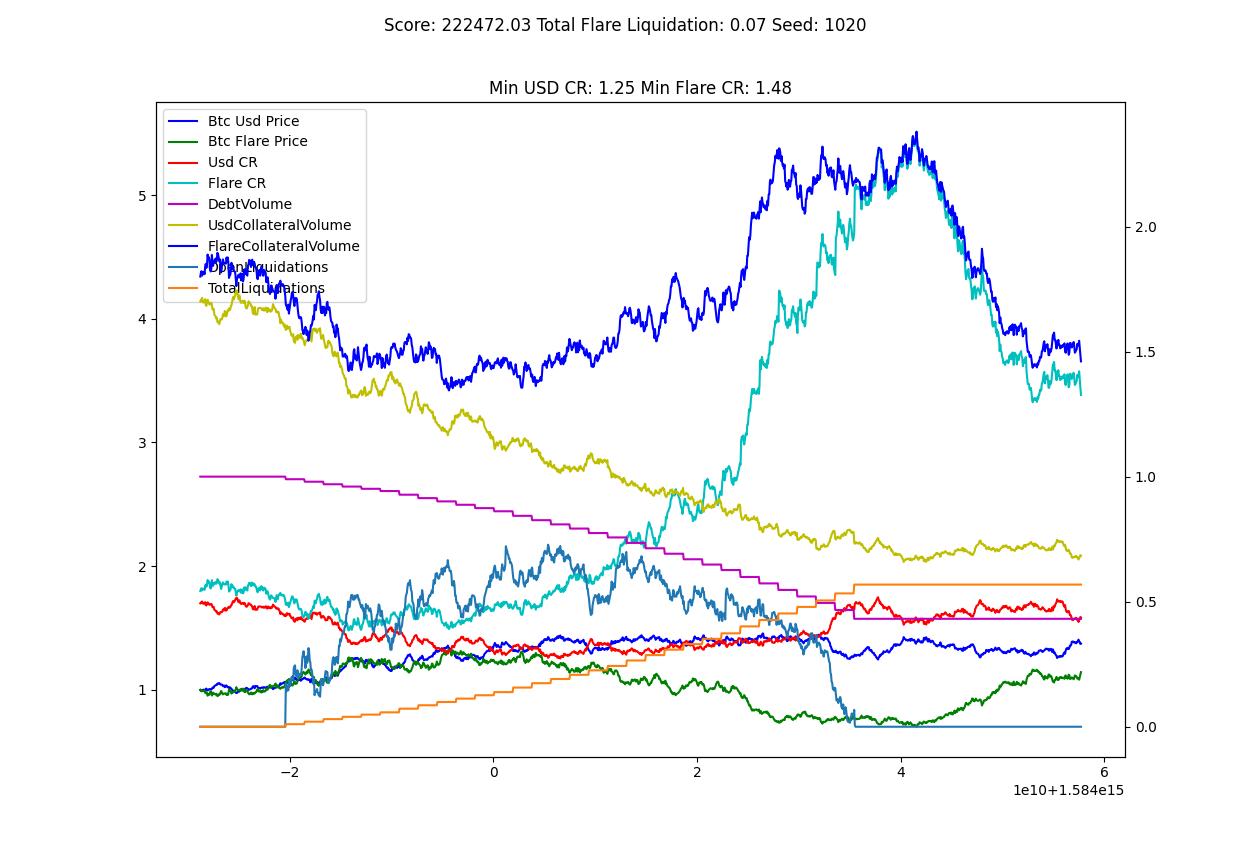 Score: 222472.03 Total Flare Liquidation: 0.07 Seed: 1020
Min USD CR: 1.25 Min Flare CR: 1.48
Btc Usd Price
Btc Flare Price
Usd CR
Flare CR
DebtVolume
UsdCollateralVolume
FlareCollateralVolume
OpenLiquidations
TotalLiquidations
5
4
3
2
1
2.0
1.5
1.0
0.5
0.0
−2
0
2
4
6
1e10+1.584e15